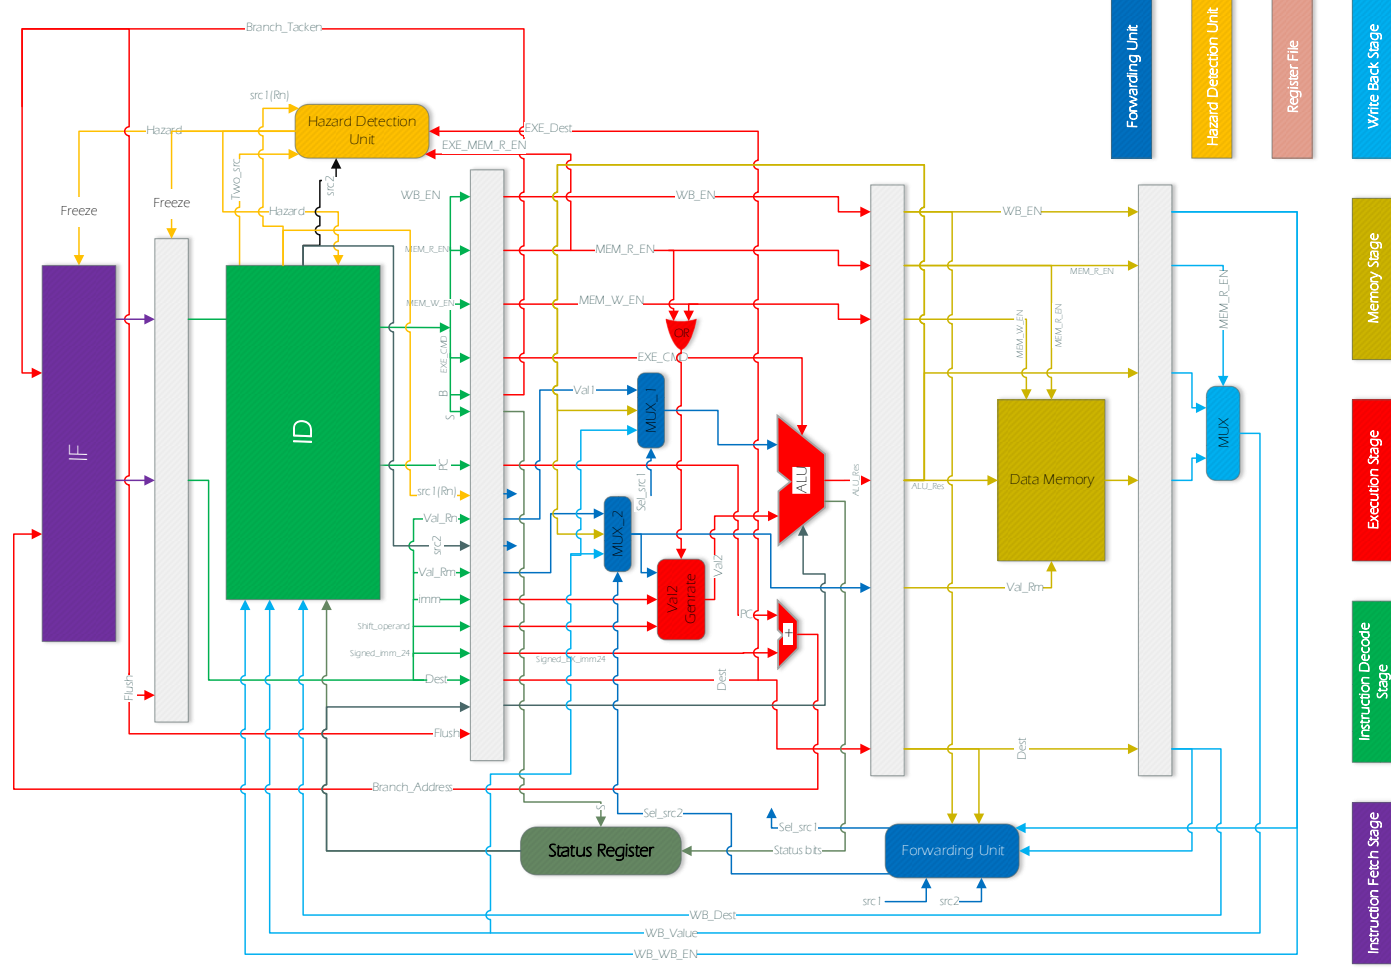 Branch_Tacken
Forwarding Unit
Hazard Detection Unit
Register File
Write Back Stage
src1(Rn)
Hazard Detection
Unit
Hazard
EXE_Dest
EXE_MEM_R_EN
Two_src
src2
Freeze
Freeze
Hazard
WB_EN
WB_EN
WB_EN
MEM_R_EN
MEM_R_EN
MEM_R_EN
MEM_R_EN
MEM_W_EN
MEM_W_EN
MEM_W_EN
MEM_R_EN
Memory Stage
OR
EXE_CMD
EXE_CMD
B
S
Val1
MUX_1
MUX
IF
ID
PC
src1(Rn)
Sel_src1
ALU
ALU_Res
ALU_Res
Data Memory
Execution Stage
Val_Rn
src2
MUX_2
Val_Rm
Val2
Val2
Genrate
Val_Rm
imm
PC
+
Shift_operand
Signed_imm_24
Signed_EX_imm24
Dest
Dest
Flush
Flush
Dest
Instruction Decode
Stage
Branch_Address
S
Sel_src2
Sel_src1
Status Register
Status bits
Forwarding Unit
src1
src2
WB_Dest
WB_Value
WB_WB_EN
Instruction Fetch Stage